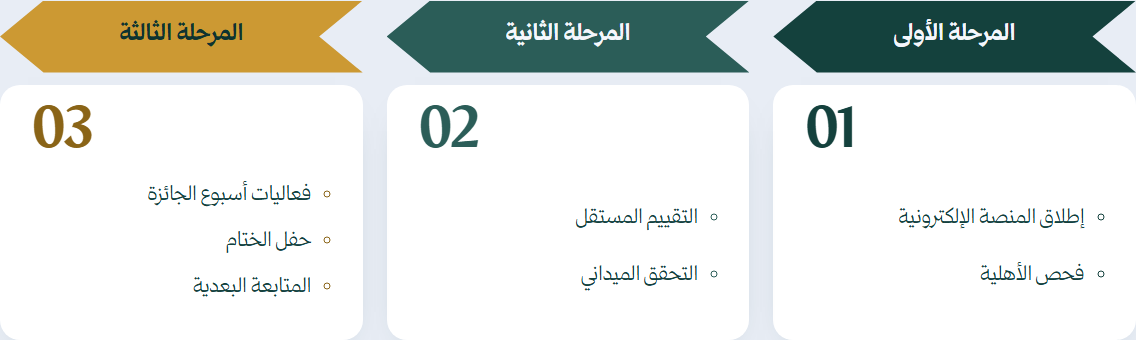 المرحلة الأولى
01
إطلاق المنصة الإلكترونية
فحص الأهلية
المرحلة الثانية
02
التقييم المستقل
التحقق الميداني
المرحلة الثالثة
03
فعاليات أسبوع الجائزة
حفل الختام
المتابعة البعدية